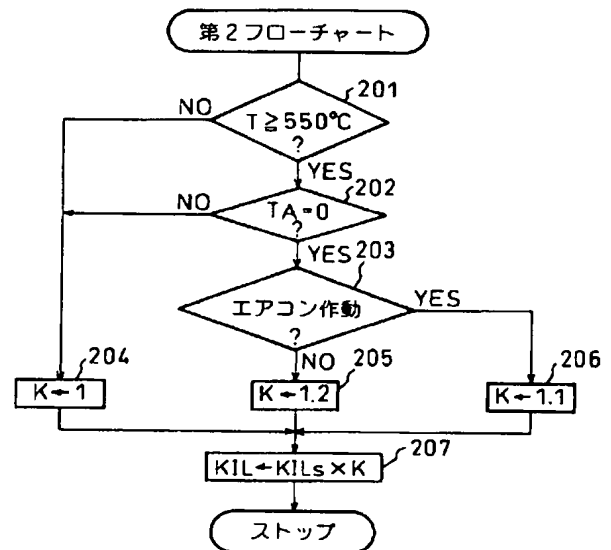 第2フローチャート
201
NO
T≧550℃
?
YES
202
NO
TA=0
?
YES
203
エアコン作動
?
YES
NO
204
K←1
205
K←1.2
206
K←1.1
207
KIL←KILs×K
ストップ